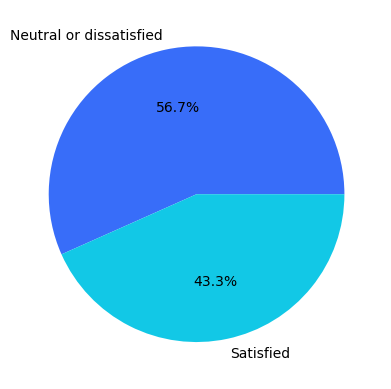 Neutral or dissatisfied
56.7%
43.3%
Satisfied